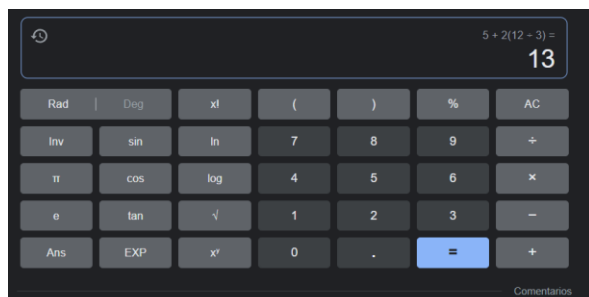 5 + 2(12 ÷ 3) =
13
Rad | Deg x! ( ) % AC
Inv sin ln 7 8 9 ÷
π cos log 4 5 6 ×
e tan √ 1 2 3 −
Ans EXP xʸ 0 . = +
Comentarios